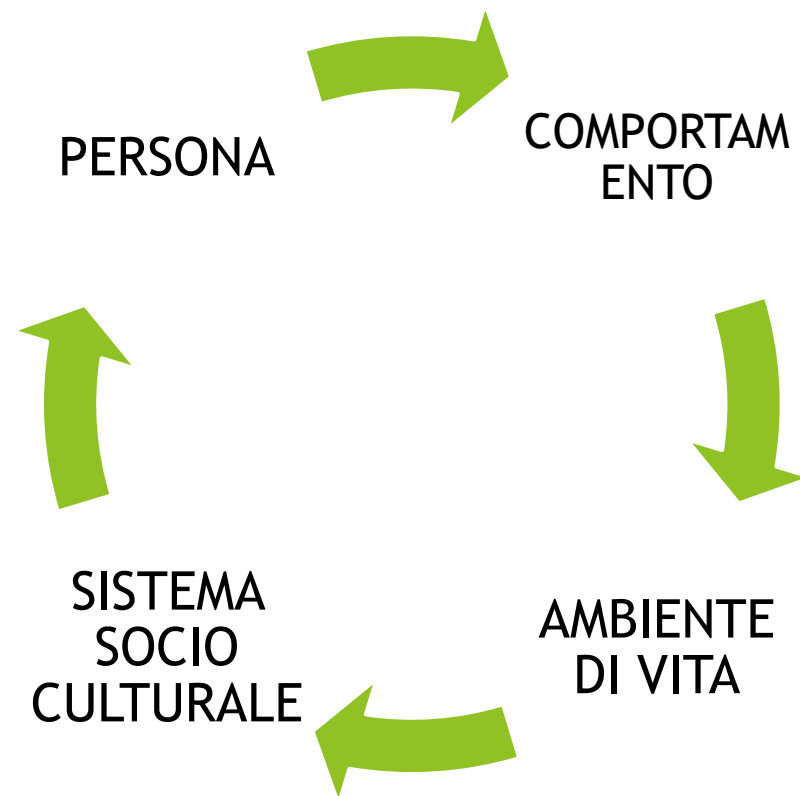 PERSONA
COMPORTAM
ENTO
AMBIENTE
DI VITA
SISTEMA
SOCIO
CULTURALE